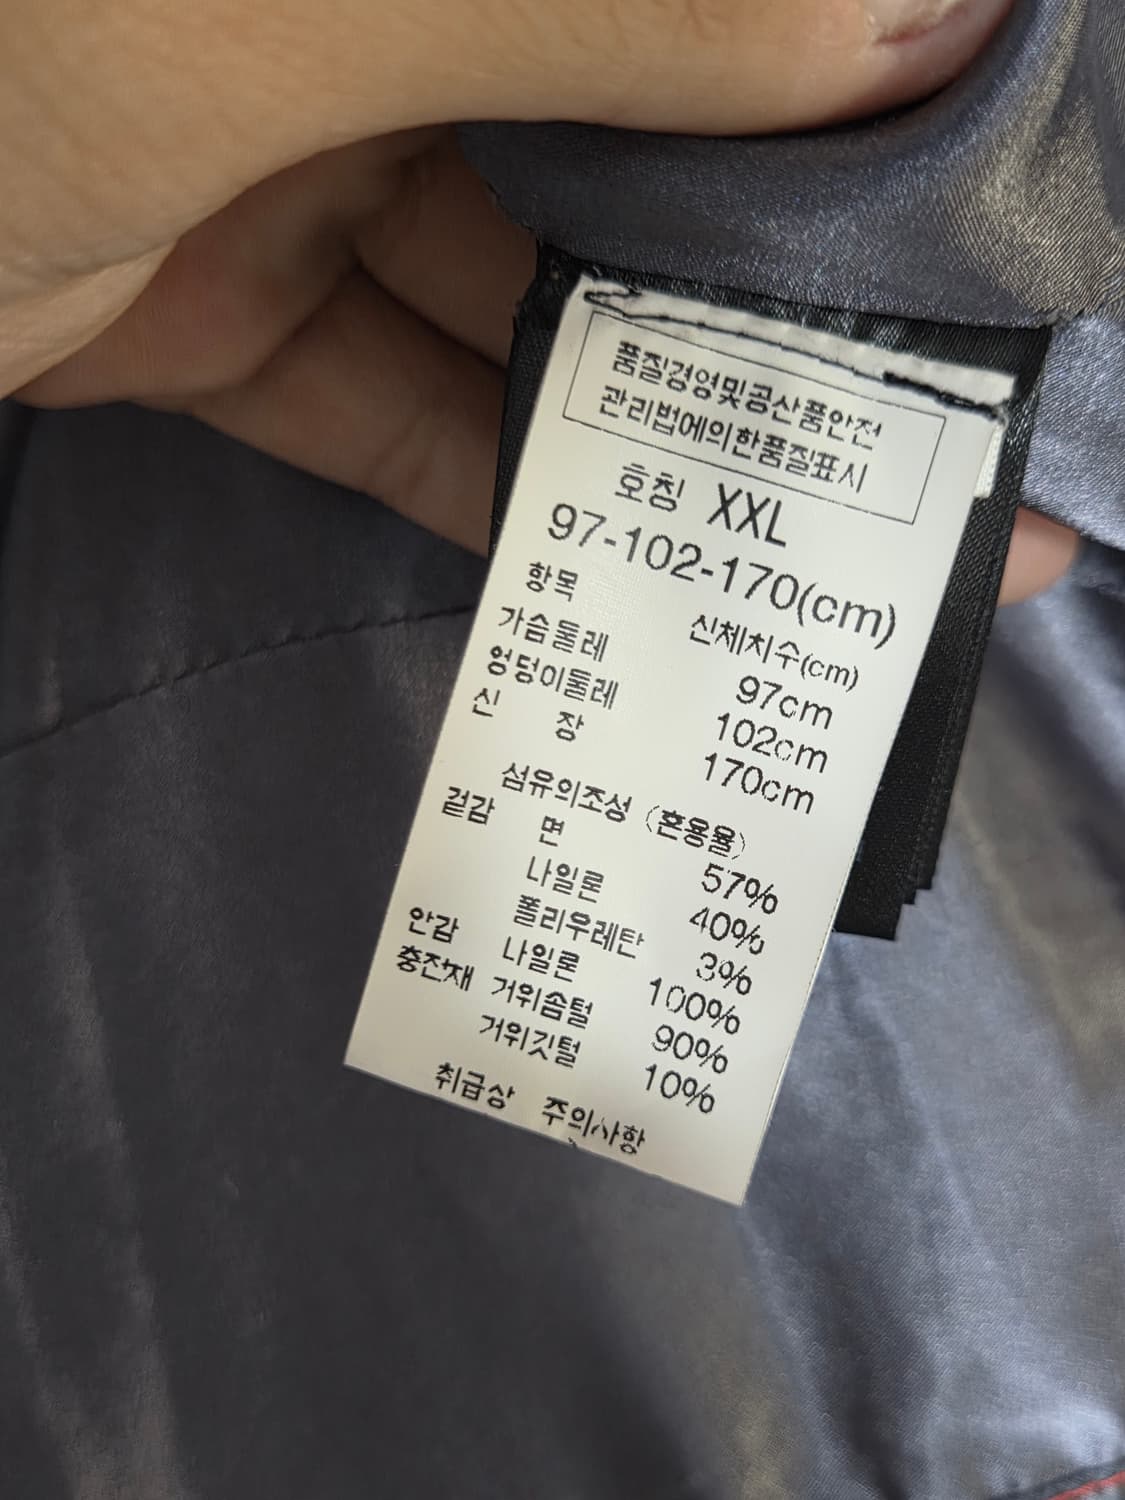 품질경영및공산품안전
관리법에의한품질표시
호칭 XXL
97-102-170(cm)
항목 신체치수(cm)
가슴둘레 97cm
엉덩이둘레 102cm
신 장 170cm
섬유의조성 (혼용율)
겉감 면 57%
나일론 40%
폴리우레탄 3%
안감 나일론 100%
충전재 거위솜털 90%
거위깃털 10%
취급상 주의사항